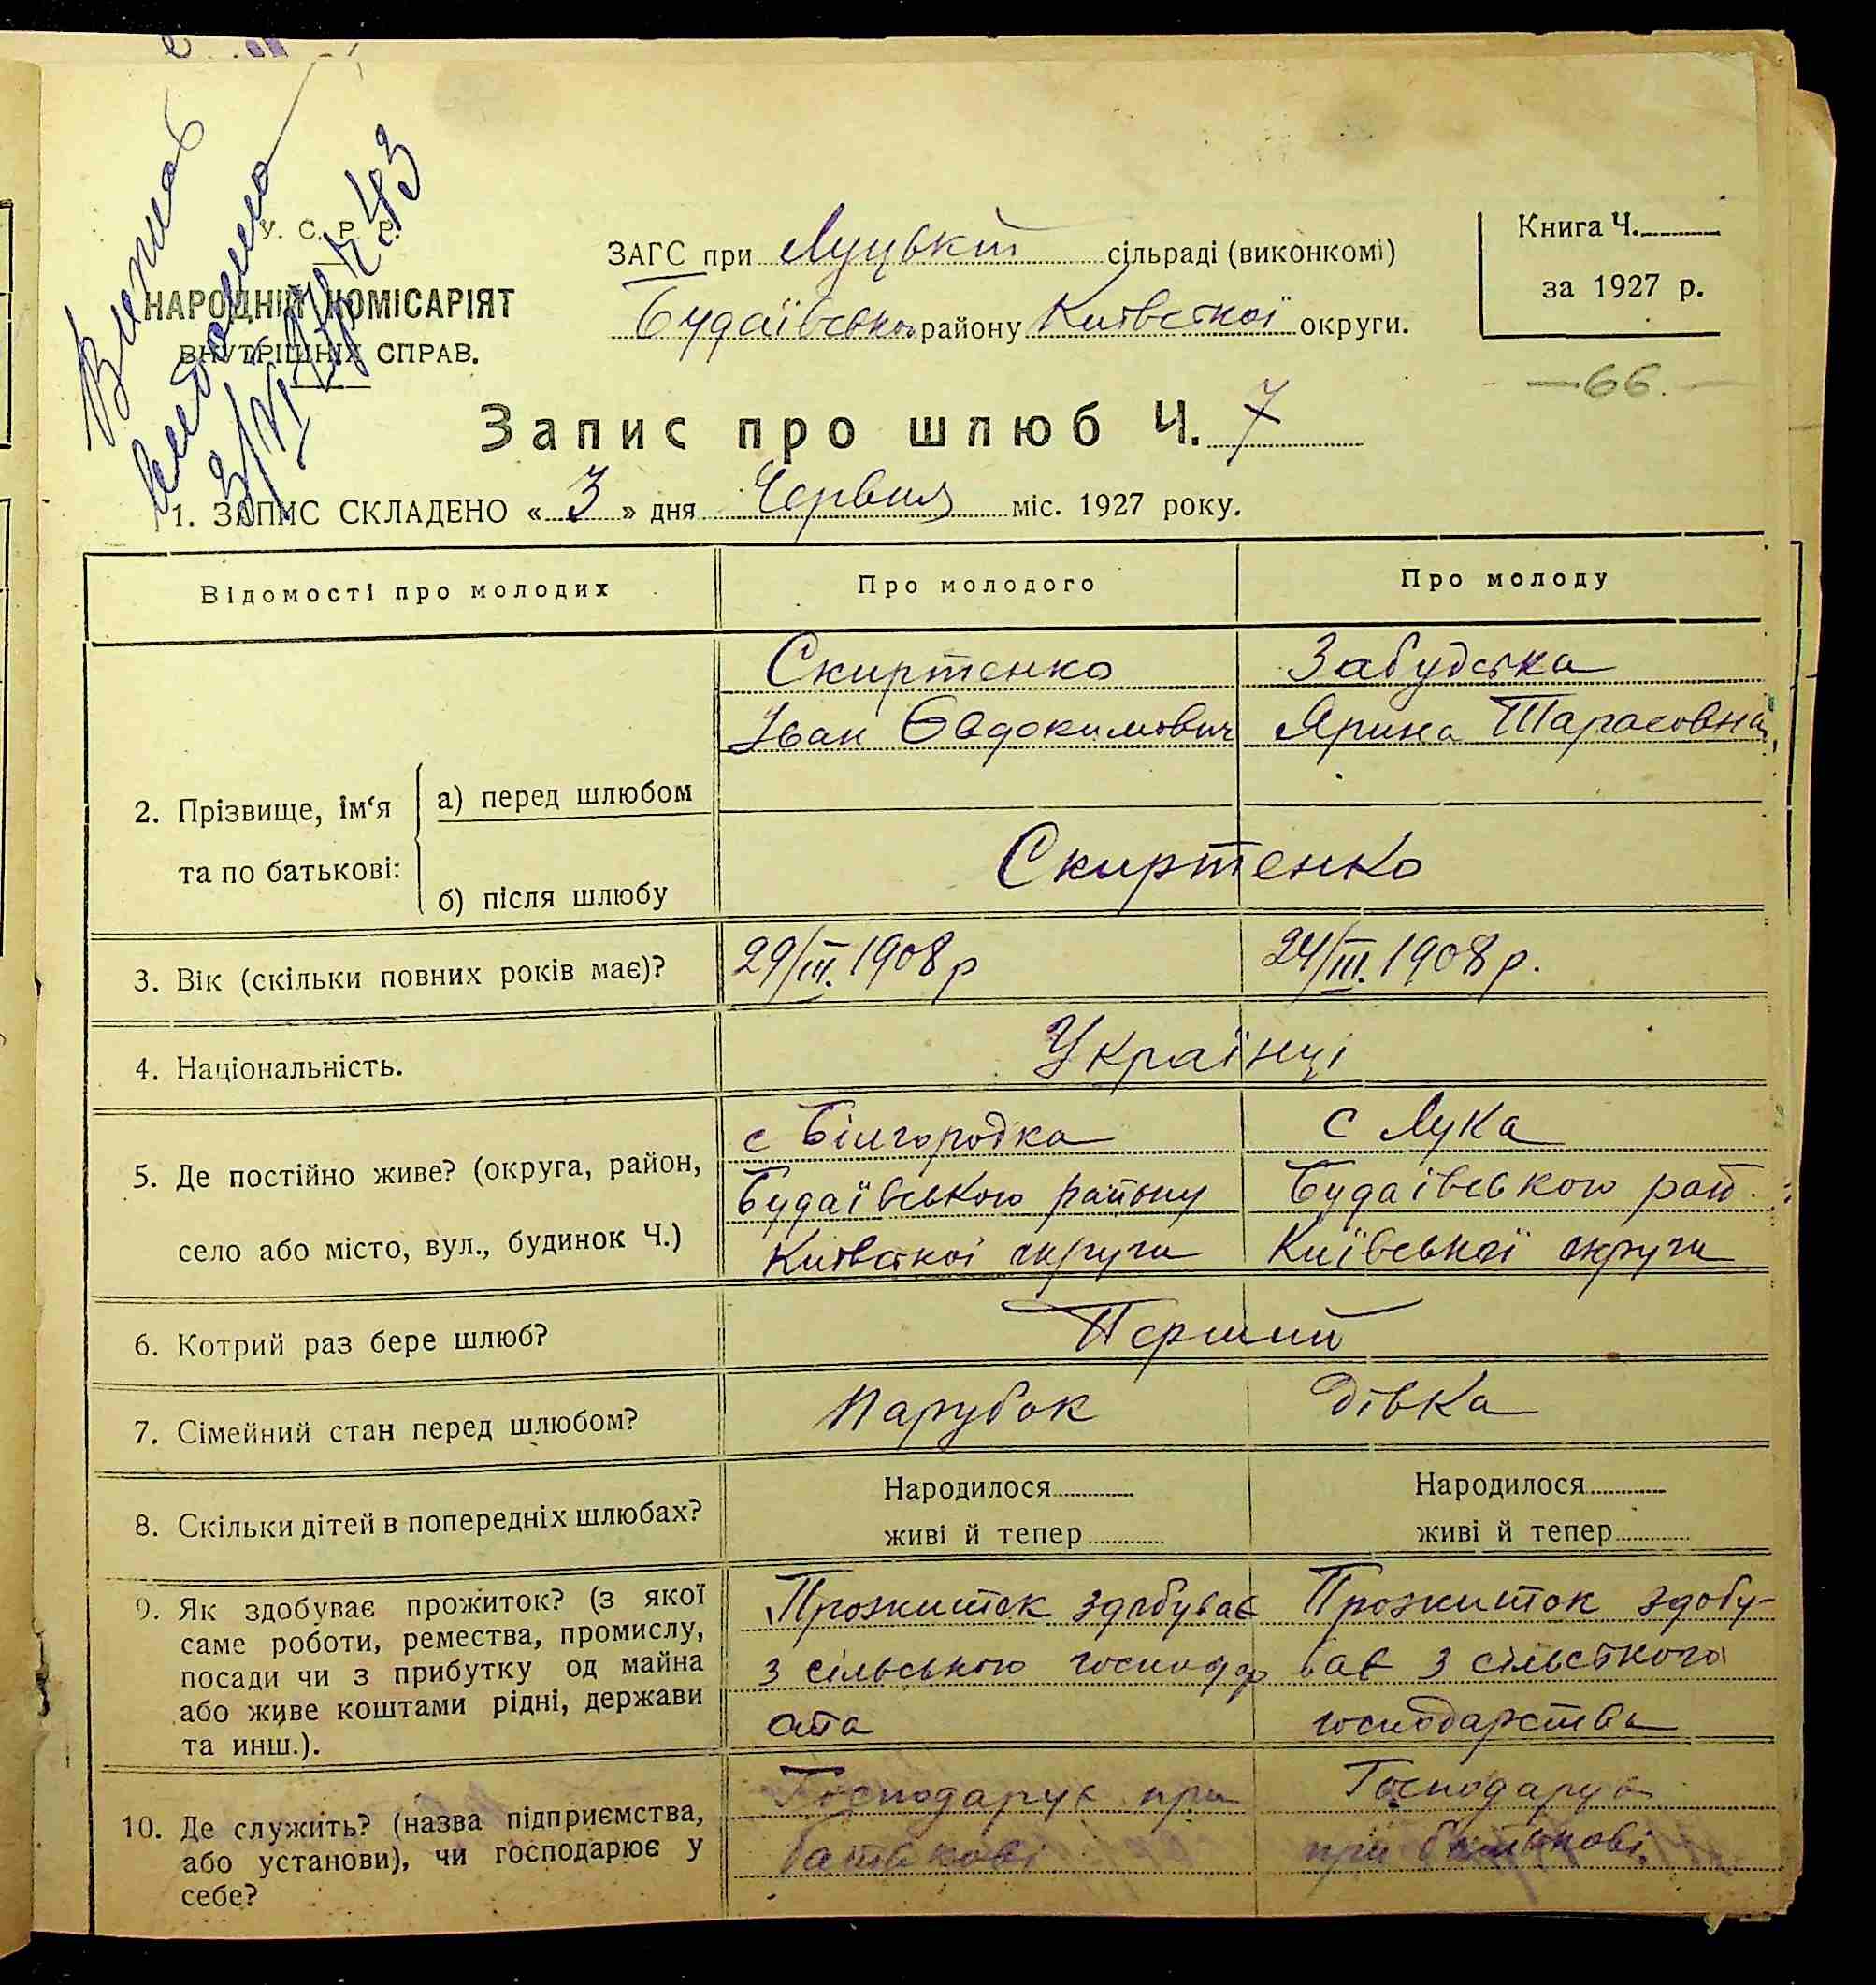 Виписав
У. С. Р. Р.
НАРОДНІЙ КОМІСАРІЯТ
ВНУТРІШНІХ СПРАВ.
ЗАГС при Луцькій сільраді (виконкомі)
Будаївського району Київської округи.
Книга Ч.
за 1927 р.
66.
Запис про шлюб Ч. 7
1. ЗАПИС СКЛАДЕНО « 3 » дня Червня міс. 1927 року.
Відомості про молодих
Про молодого
Про молоду
2. Прізвище, ім'я та по батькові:
а) перед шлюбом
Скиртенко
Іван Овдокимович
Забудська
Ярина Тарасовна
б) після шлюбу
Скиртенко
3. Вік (скільки повних років має)?
29/III. 1908 р
24/III. 1908 р.
4. Національність.
Українці
5. Де постійно живе? (округа, район,
село або місто, вул., будинок Ч.)
с Білгородка
Будаївського району
Київської округи
с Лука
Будаівського рай.
Київської округи
6. Котрий раз бере шлюб?
Перший
7. Сімейний стан перед шлюбом?
Парубок
Дівка
8. Скільки дітей в попередніх шлюбах?
Народилося
живі й тепер
Народилося
живі й тепер
9. Як здобуває прожиток? (з якої
саме роботи, ремества, промислу,
посади чи з прибутку од майна
або живе коштами рідні, держави
та инш.).
Прожиток здобуває
з сільського
Прожиток здобу-
ває з сільського
господарства
10. Де служить? (назва підприємства,
або установи), чи господарює у
себе?
Господарує при
батькові
Господарує
при батькові.